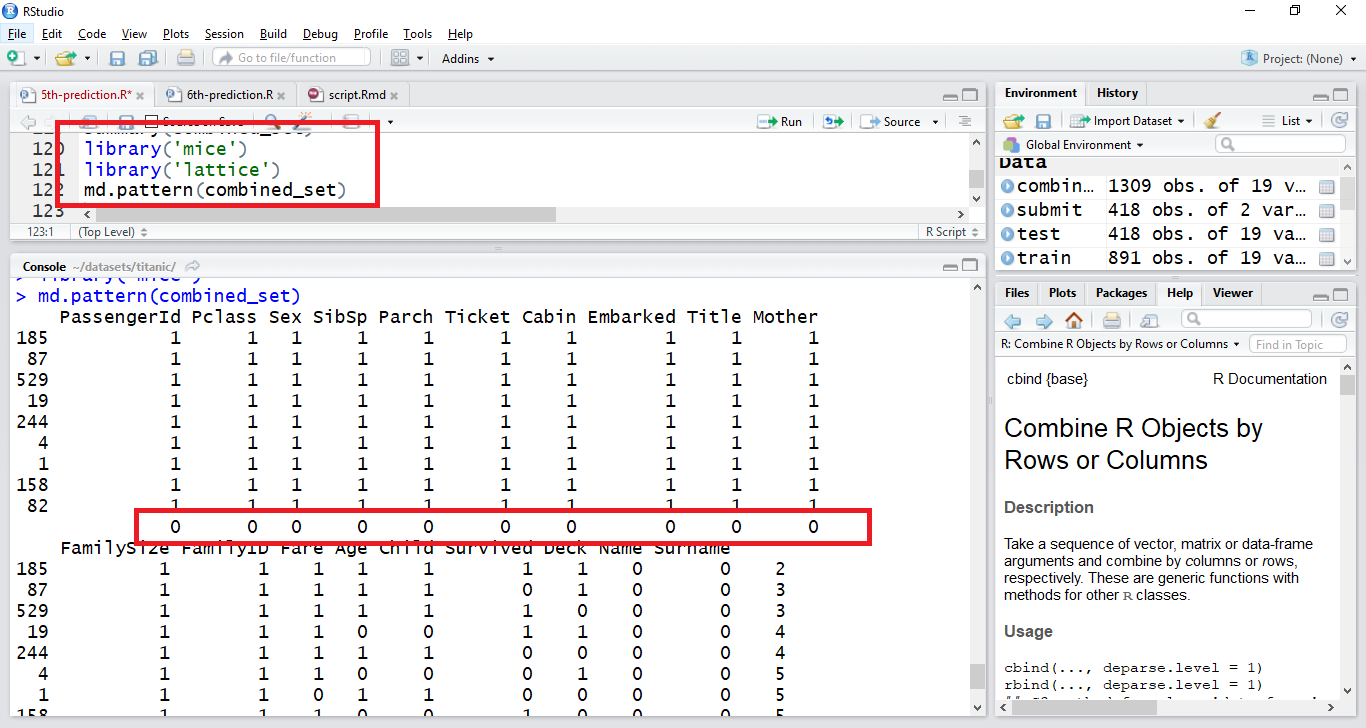 RStudio
File Edit Code View Plots Session Build Debug Profile Tools Help
Go to file/function Addins Project: (None)
5th-prediction.R* 6th-prediction.R script.Rmd
Source on Save Run Source
120 library('mice')
121 library('lattice')
122 md.pattern(combined_set)
123
123:1 (Top Level) R Script
Console ~/datasets/titanic/
> library('mice')
> md.pattern(combined_set)
PassengerId Pclass Sex SibSp Parch Ticket Cabin Embarked Title Mother
185 1 1 1 1 1 1 1 1 1 1
87 1 1 1 1 1 1 1 1 1 1
529 1 1 1 1 1 1 1 1 1 1
19 1 1 1 1 1 1 1 1 1 1
244 1 1 1 1 1 1 1 1 1 1
4 1 1 1 1 1 1 1 1 1 1
1 1 1 1 1 1 1 1 1 1 1
158 1 1 1 1 1 1 1 1 1 1
82 1 1 1 1 1 1 1 1 1 1
0 0 0 0 0 0 0 0 0 0
FamilySize FamilyID Fare Age Child Survived Deck Name Surname
185 1 1 1 1 1 1 1 0 0 2
87 1 1 1 1 1 0 1 0 0 3
529 1 1 1 1 1 1 0 0 0 3
19 1 1 1 0 0 1 1 0 0 4
244 1 1 1 1 1 0 0 0 0 4
4 1 1 1 0 0 0 1 0 0 5
1 1 1 0 1 1 0 0 0 0 5
158 1 1 1 0 0 1 0 0 0 5
Environment History
Import Dataset List
Global Environment
Data
combin... 1309 obs. of 19 v...
submit 418 obs. of 2 var...
test 418 obs. of 19 va...
train 891 obs. of 19 va...
Files Plots Packages Help Viewer
R: Combine R Objects by Rows or Columns Find in Topic
cbind {base} R Documentation
Combine R Objects by
Rows or Columns
Description
Take a sequence of vector, matrix or data-frame
arguments and combine by columns or rows,
respectively. These are generic functions with
methods for other R classes.
Usage
cbind(..., deparse.level = 1)
rbind(..., deparse.level = 1)